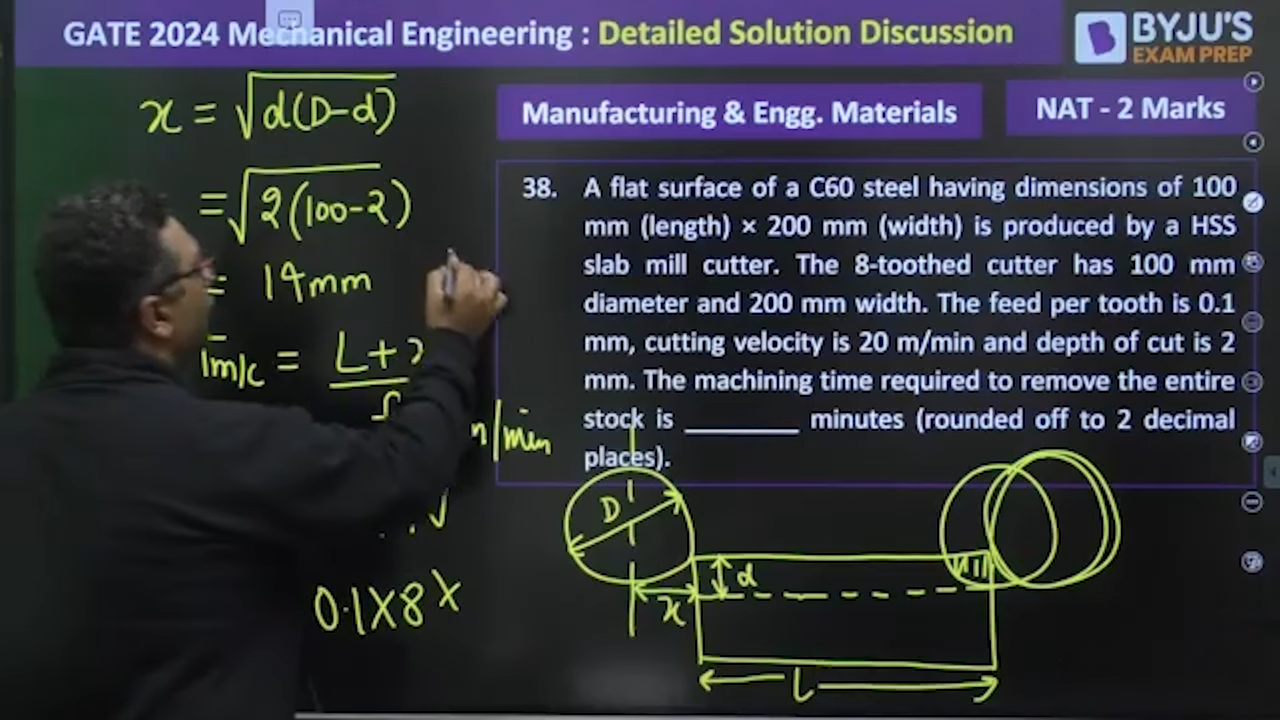 GATE 2024 Mechanical Engineering : Detailed Solution Discussion
BYJU'S
EXAM PREP
Manufacturing & Engg. Materials
NAT - 2 Marks
x = √d(D-d)
= √2(100-2)
= 14mm
Tm/c = L+
/min
0.1X8X
38. A flat surface of a C60 steel having dimensions of 100
mm (length) × 200 mm (width) is produced by a HSS
slab mill cutter. The 8-toothed cutter has 100 mm
diameter and 200 mm width. The feed per tooth is 0.1
mm, cutting velocity is 20 m/min and depth of cut is 2
mm. The machining time required to remove the entire
stock is ________ minutes (rounded off to 2 decimal
places).
D
d
x
L